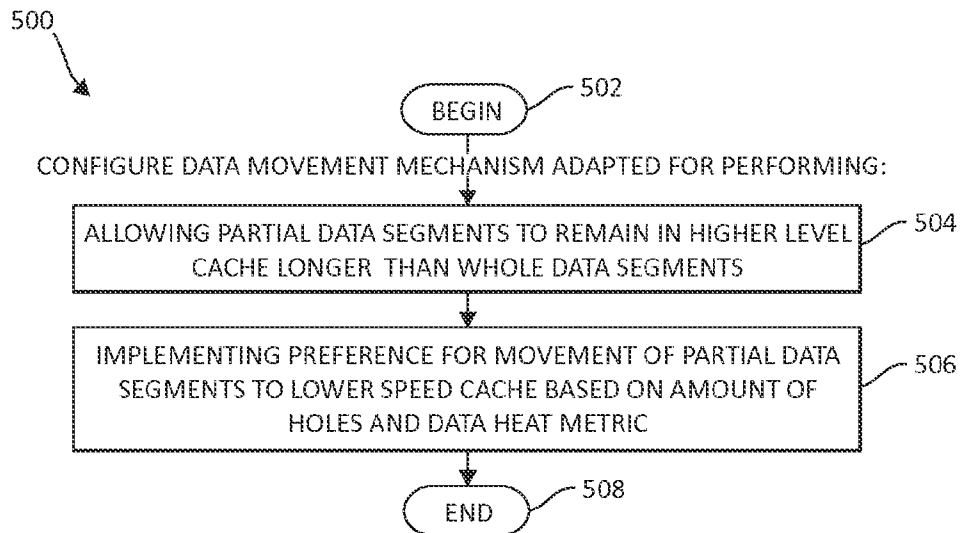 500
502
BEGIN
CONFIGURE DATA MOVEMENT MECHANISM ADAPTED FOR PERFORMING:
504
ALLOWING PARTIAL DATA SEGMENTS TO REMAIN IN HIGHER LEVEL
CACHE LONGER THAN WHOLE DATA SEGMENTS
IMPLEMENTING PREFERENCE FOR MOVEMENT OF PARTIAL DATA
SEGMENTS TO LOWER SPEED CACHE BASED ON AMOUNT OF
HOLES AND DATA HEAT METRIC
506
508
END